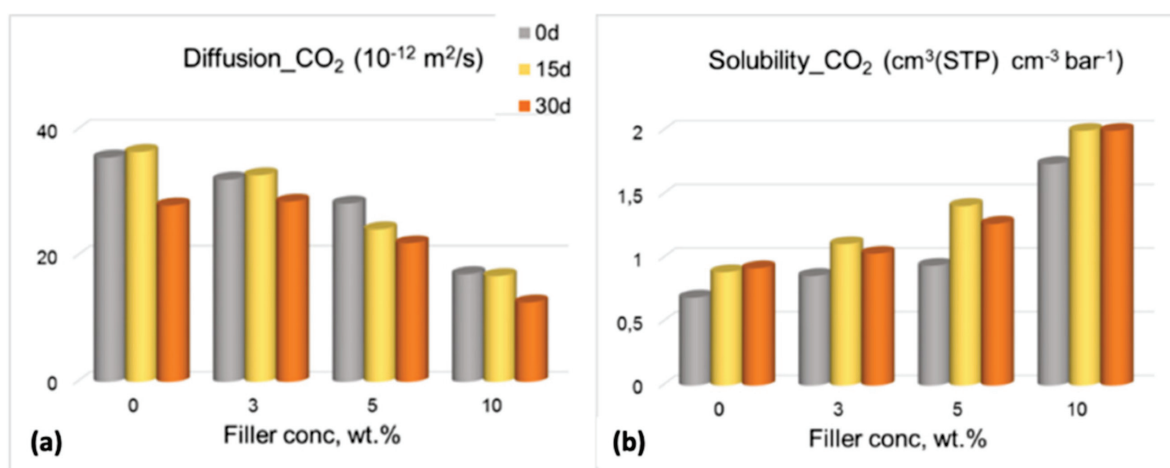 Diffusion_CO₂ (10⁻¹² m²/s)
0d
15d
30d
40
20
0
0 3 5 10
Filler conc, wt.%
(a)
Solubility_CO₂ (cm³(STP) cm⁻³ bar⁻¹)
2
1,5
1
0,5
0
0 3 5 10
Filler conc, wt.%
(b)